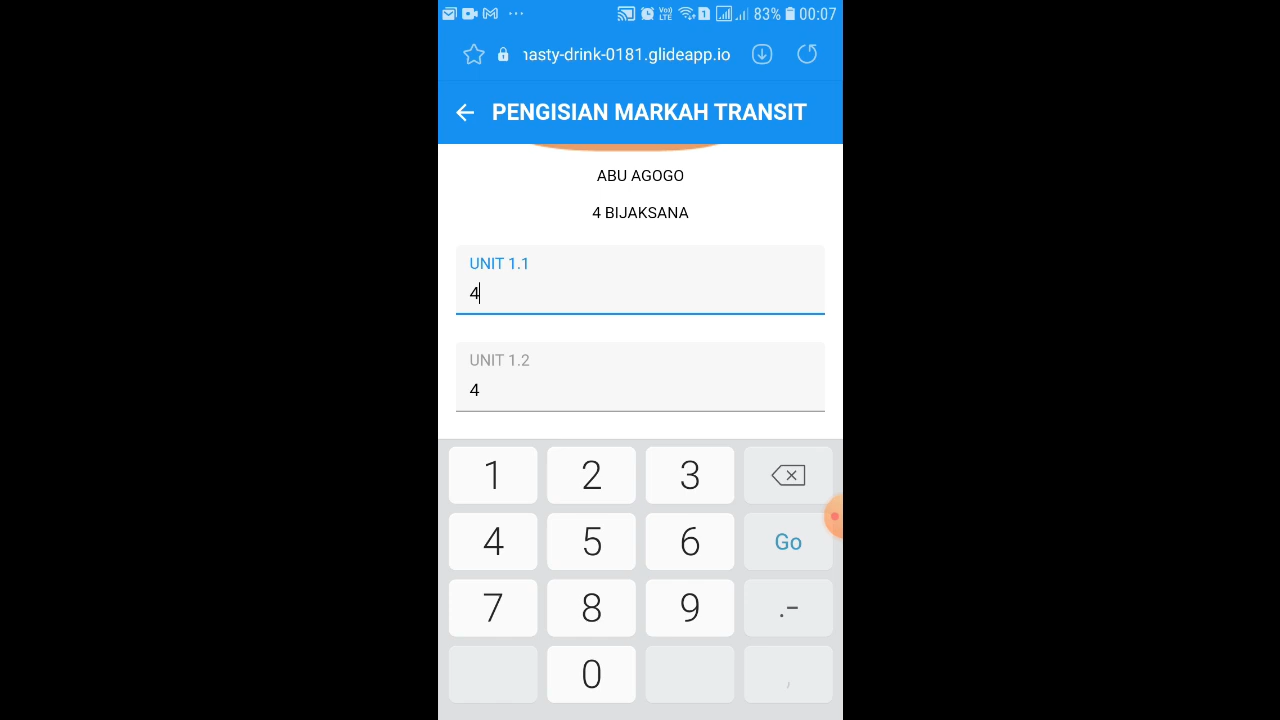 83% 00:07
nasty-drink-0181.glideapp.io
PENGISIAN MARKAH TRANSIT
ABU AGOGO
4 BIJAKSANA
UNIT 1.1
4
UNIT 1.2
4
1 2 3
4 5 6 Go
7 8 9 .-
0 ,